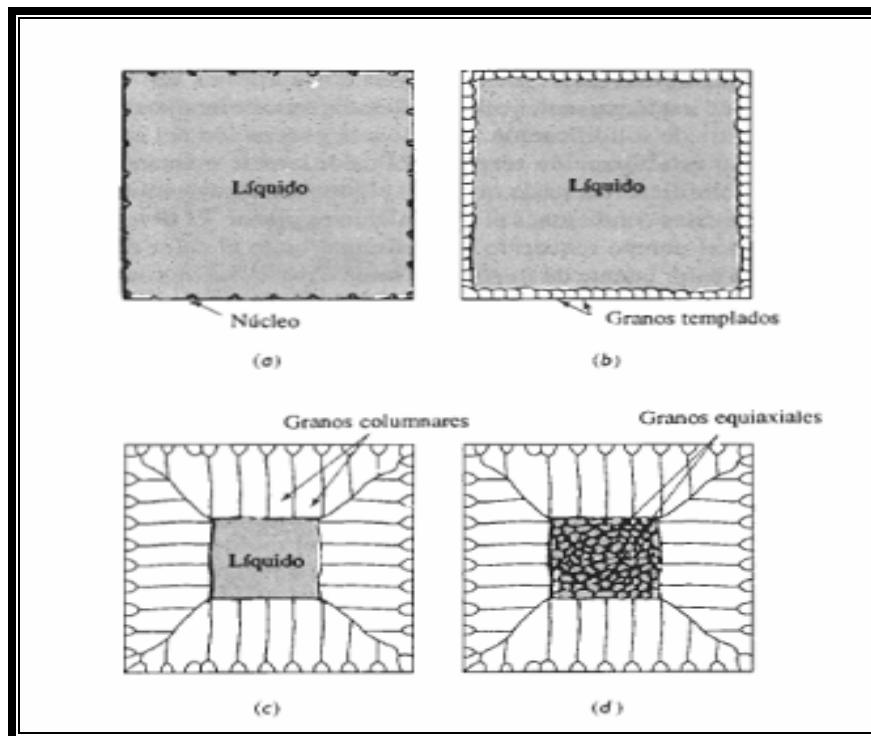 Líquido
Líquido
Núcleo
Granos templados
(a)
(b)
Granos columnares
Granos equiaxiales
Líquido
(c)
(d)